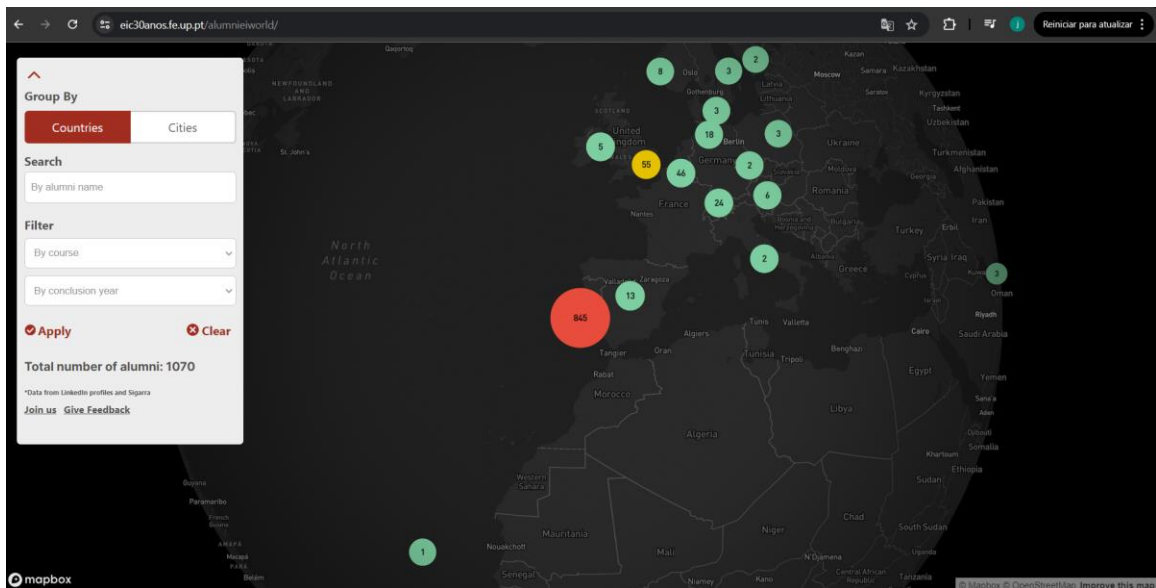 eic30anos.fe.up.pt/alumnieiworld/
Reiniciar para atualizar
Group By
Countries
Cities
Search
By alumni name
Filter
By course
By conclusion year
Apply
Clear
Total number of alumni: 1070
*Data from LinkedIn profiles and Sigarra
Join us Give Feedback
Qaqortoq
NEWFOUNDLAND
AND
LABRADOR
St. John's
North
Atlantic
Ocean
2
8
Oslo
3
Gothenburg
Latvia
Lithuania
Moscow
Kazan
Samara
Kazakhstan
Saratov
Kyrgyzstan
Tashkent
Uzbekistan
SCOTLAND
United
3
18
Berlin
3
5
55
46
Germany
2
Ukraine
Turkmenistan
Afghanistan
Slovakia
Moldova
Georgia
24
6
Romania
France
Nantes
Bosnia and
Herzegovina
Bulgaria
Pakistan
Iran
Turkey
Erbil
2
Albania
Greece
Syria
Iraq
Cyprus
3
Oman
Zaragoza
13
845
Riyadh
Saudi Arabia
Cairo
Algiers
Tunis
Valletta
Tangier
Oran
Tunisia
Tripoli
Benghazi
Rabat
Morocco
Egypt
Yemen
Sana'a
Aden
Libya
Algeria
Djibouti
Somalia
Khartoum
Ethiopia
Sudan
Western
Sahara
Guyana
Paramaribo
French
Guiana
Chad
South Sudan
Mauritania
Niger
AMAPÁ
Macapá
PARÁ
Belém
1
Nouakchott
Mali
N'Djamena
Uganda
Senegal
Niamey
Kano
Central African
Republic
Tanzania
mapbox
© Mapbox © OpenStreetMap Improve this map